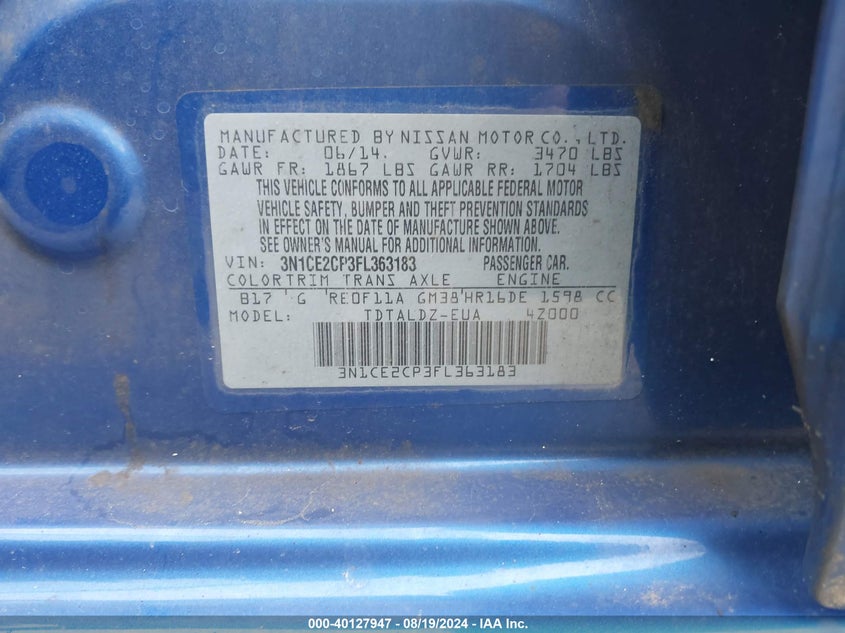 MANUFACTURED BY NISSAN MOTOR CO., LTD.
DATE: 06/14. GVWR: 3470 LBS
GAWR FR: 1867 LBS GAWR RR: 1704 LBS
THIS VEHICLE CONFORMS TO ALL APPLICABLE FEDERAL MOTOR
VEHICLE SAFETY, BUMPER AND THEFT PREVENTION STANDARDS
IN EFFECT ON THE DATE OF MANUFACTURE SHOWN ABOVE.
SEE OWNER'S MANUAL FOR ADDITIONAL INFORMATION.
VIN: 3N1CE2CP3FL363183 PASSENGER CAR.
COLORTRIM TRANS AXLE ENGINE
B17 G RE0F11A GM38 HR16DE 1598 CC
MODEL: TDTALDZ-EUA 4Z000
3N1CE2CP3FL363183
000-40127947 - 08/19/2024 - IAA Inc.